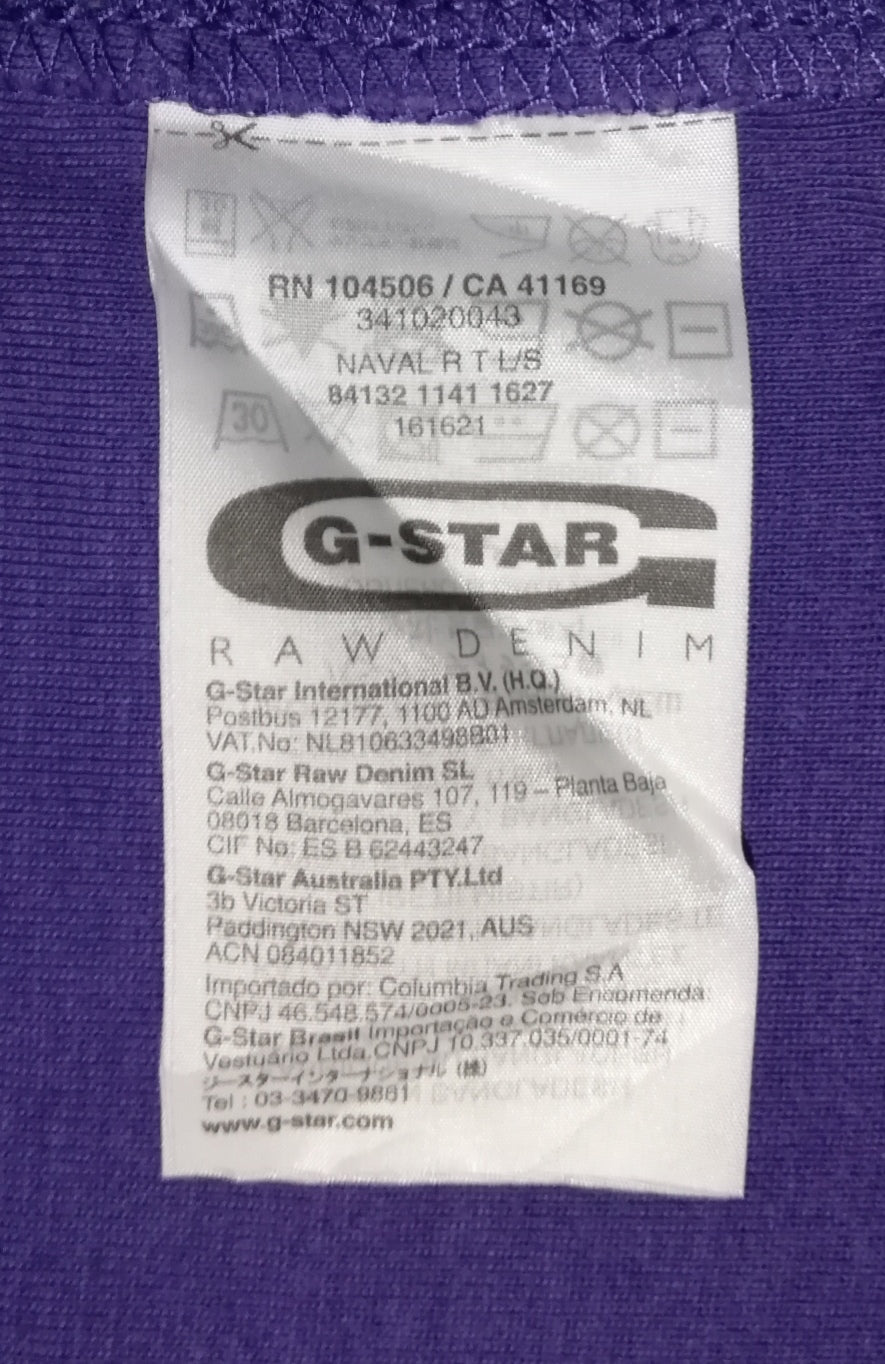 RN 104506 / CA 41169
341020043
NAVAL R T L/S
84132 1141 1627
30
161621
G-STAR
RAW DENIM
G-Star International B.V. (H.Q.)
Postbus 12177, 1100 AD Amsterdam, NL
VAT.No: NL810633498B01
G-Star Raw Denim SL
Calle Almogavares 107, 119 – Planta Baja
08018 Barcelona, ES
CIF No: ES B 62443247
G-Star Australia PTY.Ltd
3b Victoria ST
Paddington NSW 2021, AUS
ACN 084011852
Importado por: Columbia Trading S.A
CNPJ 46.548.574/0005-23. Sob Encomenda
G-Star Brasil Importação e Comércio de
Vestuário Ltda.CNPJ 10.337.035/0001-74
ジースターインターナショナル (株)
Tel : 03-3470-9861
www.g-star.com